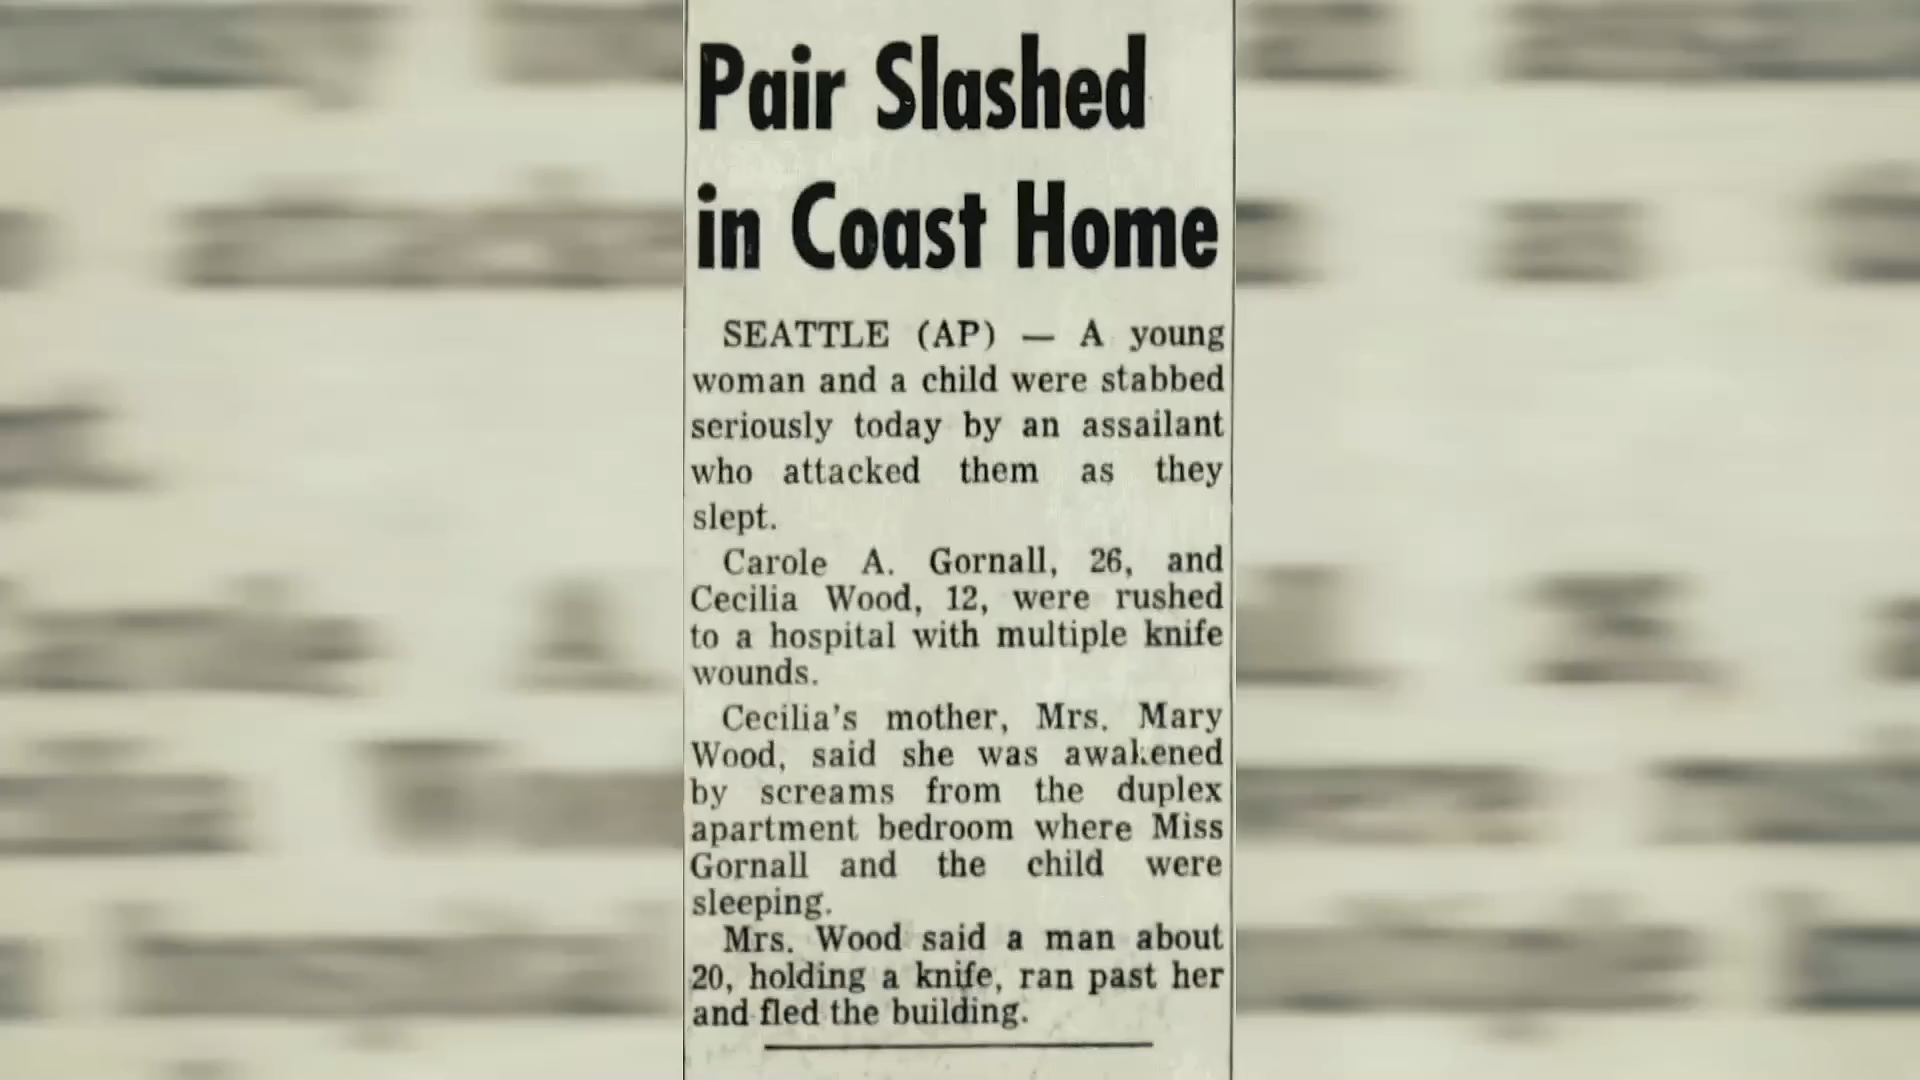 Pair Slashed
in Coast Home
SEATTLE (AP) — A young
woman and a child were stabbed
seriously today by an assailant
who attacked them as they
slept.
Carole A. Gornall, 26, and
Cecilia Wood, 12, were rushed
to a hospital with multiple knife
wounds.
Cecilia's mother, Mrs. Mary
Wood, said she was awakened
by screams from the duplex
apartment bedroom where Miss
Gornall and the child were
sleeping.
Mrs. Wood said a man about
20, holding a knife, ran past her
and fled the building.